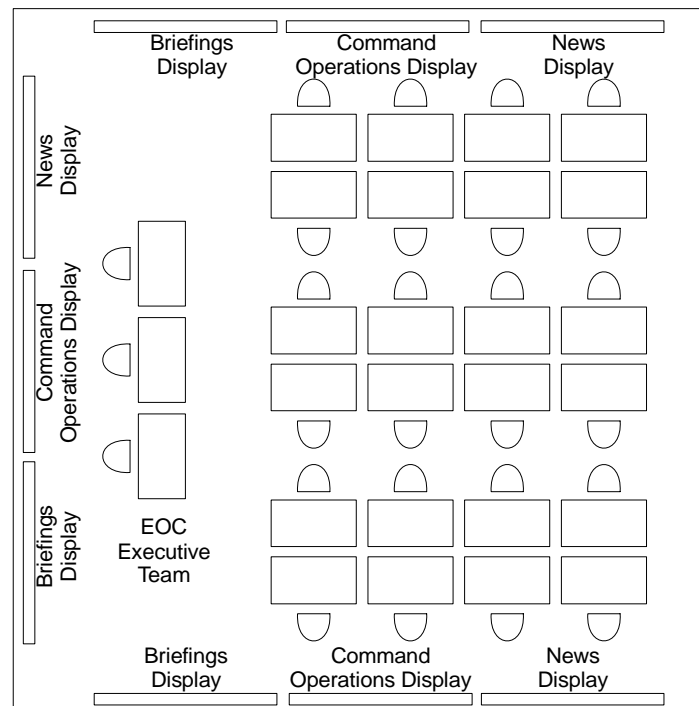 Briefings
Display
Command
Operations Display
News
Display
News
Display
Command
Operations Display
Briefings
Display
EOC
Executive
Team
Briefings
Display
Command
Operations Display
News
Display